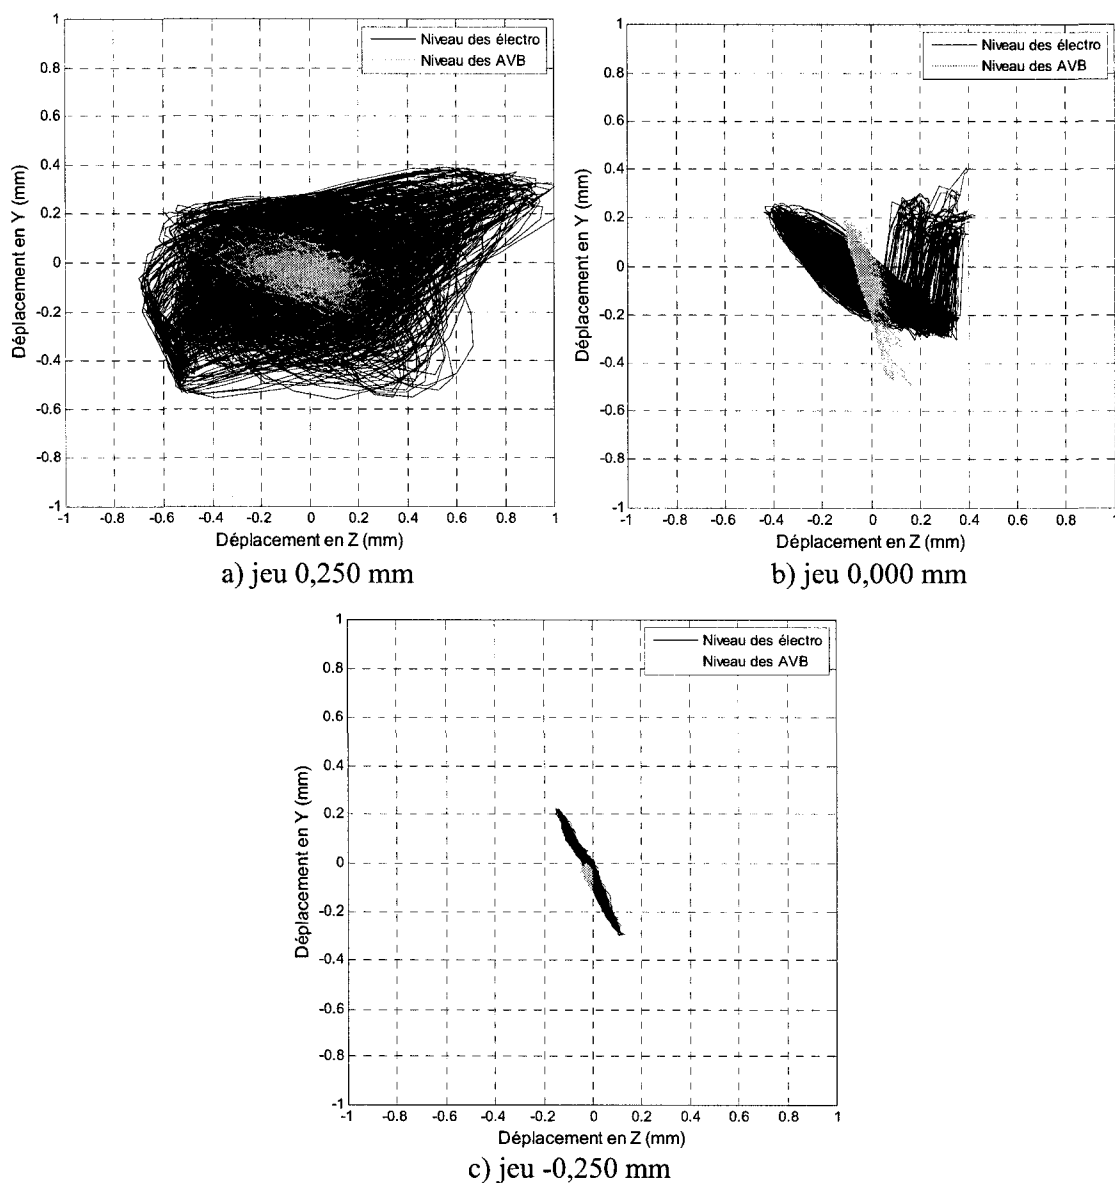 Niveau des électro
Niveau des AVB
1
0.8
0.6
0.4
0.2
0
-0.2
-0.4
-0.6
-0.8
-1
Déplacement en Y (mm)
-1 -0.8 -0.6 -0.4 -0.2 0 0.2 0.4 0.6 0.8 1
Déplacement en Z (mm)
a) jeu 0,250 mm
Niveau des électro
Niveau des AVB
1
0.8
0.6
0.4
0.2
0
-0.2
-0.4
-0.6
-0.8
-1
Déplacement en Y (mm)
-1 -0.8 -0.6 -0.4 -0.2 0 0.2 0.4 0.6 0.8 1
Déplacement en Z (mm)
b) jeu 0,000 mm
Niveau des électro
Niveau des AVB
1
0.8
0.6
0.4
0.2
0
-0.2
-0.4
-0.6
-0.8
-1
Déplacement en Y (mm)
-1 -0.8 -0.6 -0.4 -0.2 0 0.2 0.4 0.6 0.8 1
Déplacement en Z (mm)
c) jeu -0,250 mm